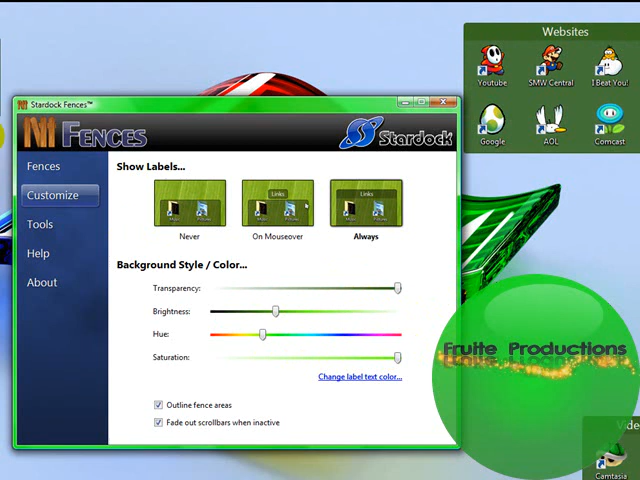 Websites
Youtube
SMW Central
I Beat You!
Google
AOL
Comcast
Stardock Fences™
FENCES
Stardock
Fences
Customize
Tools
Help
About
Show Labels...
Links
Links
Never
On Mouseover
Always
Background Style / Color...
Transparency:
Brightness:
Hue:
Saturation:
Change label text color...
Outline fence areas
Fade out scrollbars when inactive
Fruite Productions
Camtasia